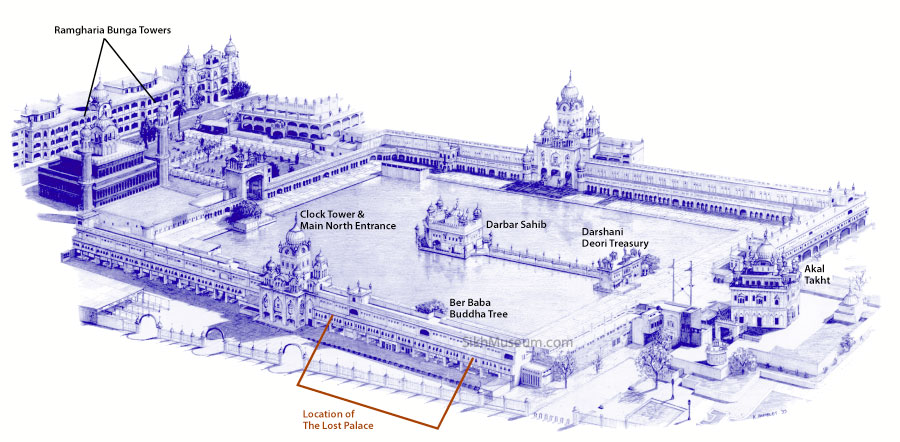 Ramgharia Bunga Towers
Clock Tower &
Main North Entrance
Darbar Sahib
Darshani
Deori Treasury
Akal
Takht
Ber Baba
Buddha Tree
SikhMuseum.com
Location of
The Lost Palace